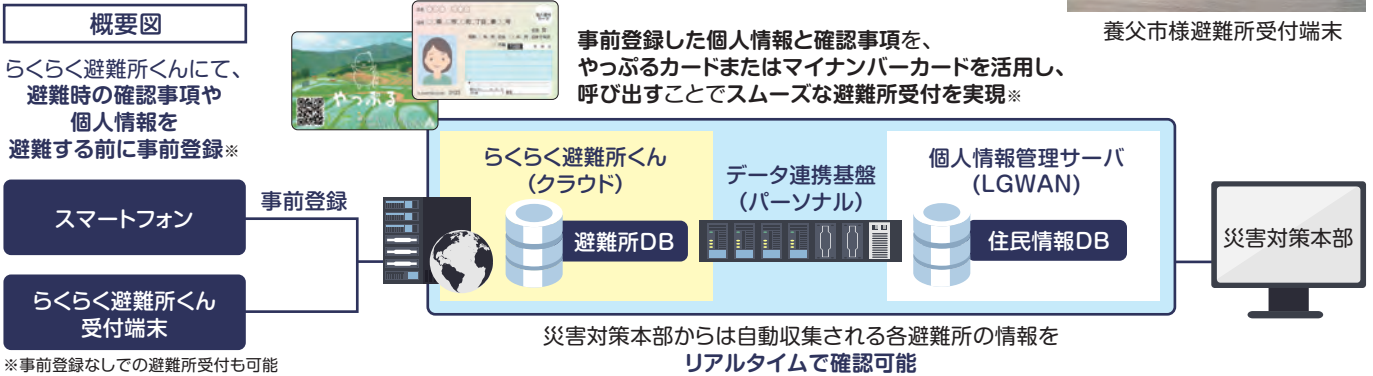 概要図
らくらく避難所くんにて、
避難時の確認事項や
個人情報を
避難する前に事前登録※
やっぷる
事前登録した個人情報と確認事項を、
やっぷるカードまたはマイナンバーカードを活用し、
呼び出すことでスムーズな避難所受付を実現※
養父市様避難所受付端末
スマートフォン
らくらく避難所くん
受付端末
※事前登録なしでの避難所受付も可能
事前登録
らくらく避難所くん
(クラウド)
避難所DB
データ連携基盤
(パーソナル)
個人情報管理サーバ
(LGWAN)
住民情報DB
災害対策本部
災害対策本部からは自動収集される各避難所の情報を
リアルタイムで確認可能